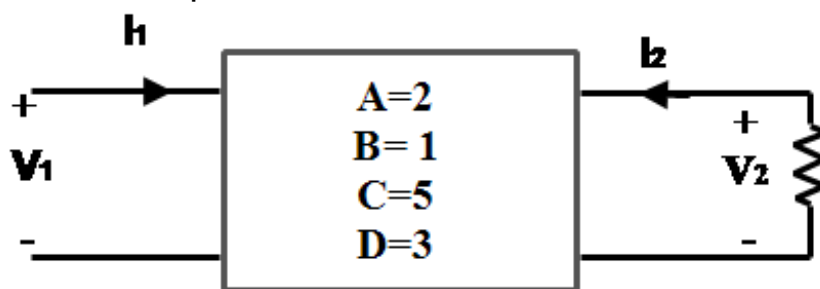 I₁
I₂
+
V₁
-
A=2
B= 1
C=5
D=3
+
V₂
-